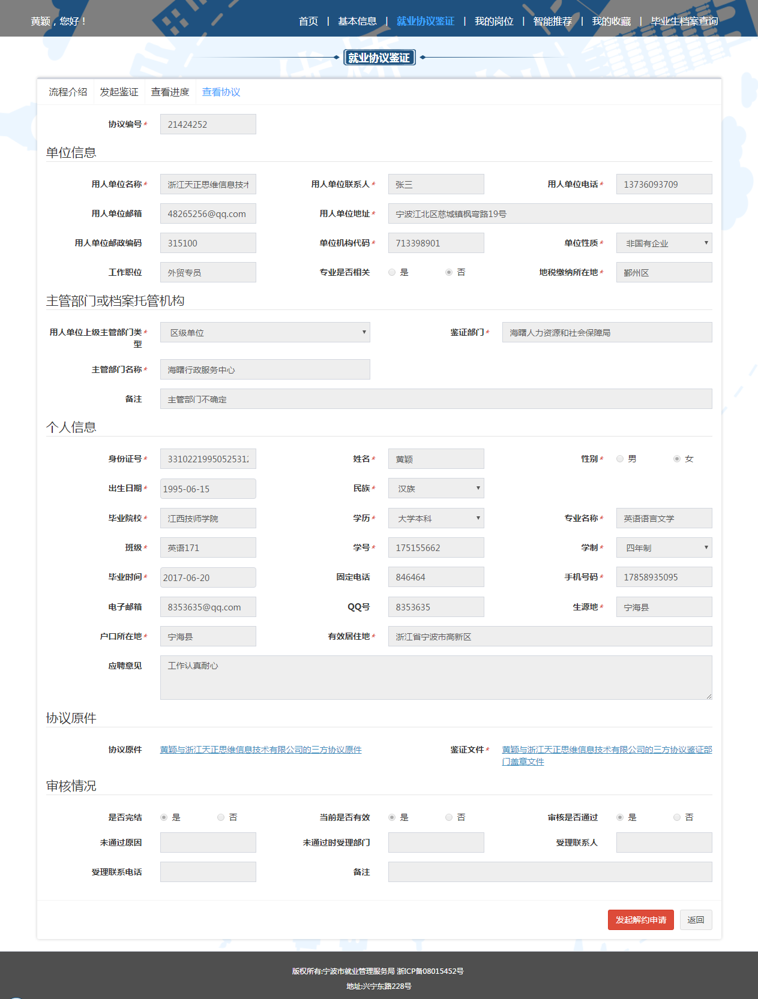 黄颖，您好！
首页 | 基本信息 | 就业协议鉴证 | 我的岗位 | 智能推荐 | 我的收藏 | 毕业生档案查询
就业协议鉴证
流程介绍 发起鉴证 查看进度 查看协议
协议编号* 21424252
单位信息
用人单位名称* 浙江天正思维信息技术 用人单位联系人* 张三 用人单位电话* 13736093709
用人单位邮箱 48265256@qq.com 用人单位地址* 宁波江北区慈城镇枫弯路19号
用人单位邮政编码 315100 单位机构代码* 713398901 单位性质* 非国有企业
工作职位 外贸专员 专业是否相关 是 否 地税缴纳所在地* 鄞州区
主管部门或档案托管机构
用人单位上级主管部门类* 区级单位 鉴证部门* 海曙人力资源和社会保障局
型
主管部门名称* 海曙行政服务中心
备注 主管部门不确定
个人信息
身份证号* 33102219950525312 姓名* 黄颖 性别* 男 女
出生日期* 1995-06-15 民族* 汉族
毕业院校* 江西技师学院 学历* 大学本科 专业名称* 英语语言文学
班级* 英语171 学号* 175155662 学制* 四年制
毕业时间* 2017-06-20 固定电话 846464 手机号码* 17858935095
电子邮箱 8353635@qq.com QQ号 8353635 生源地* 宁海县
户口所在地* 宁海县 有效居住地* 浙江省宁波市高新区
应聘意见 工作认真耐心
协议原件
协议原件 黄颖与浙江天正思维信息技术有限公司的三方协议原件 鉴证文件* 黄颖与浙江天正思维信息技术有限公司的三方协议鉴证部
门盖章文件
审核情况
是否完结 是 否 当前是否有效 是 否 审核是否通过 是 否
未通过原因 未通过时受理部门 受理联系人
受理联系电话 备注
发起解约申请 返回
版权所有:宁波市就业管理服务局 浙ICP备08015452号
地址:兴宁东路228号